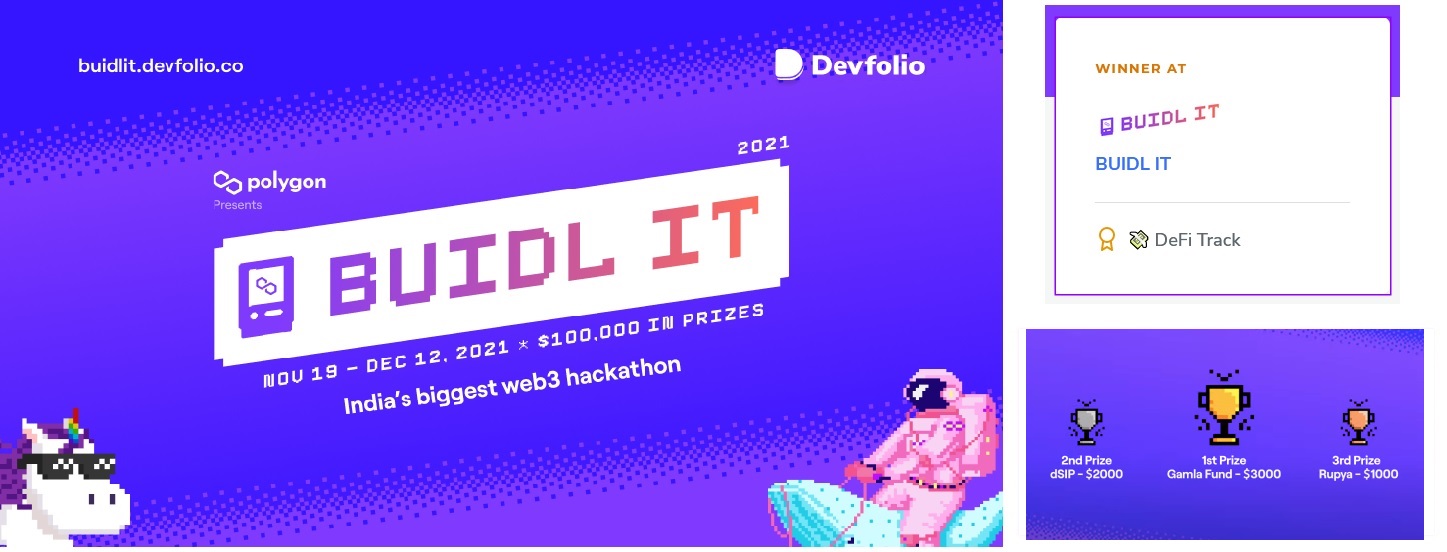 buidlit.devfolio.co
Devfolio
2021
polygon
Presents
BUIDL IT
NOV 19 - DEC 12, 2021 * $100,000 IN PRIZES
India's biggest web3 hackathon
WINNER AT
BUIDL IT
BUIDL IT
DeFi Track
2nd Prize
dSIP - $2000
1st Prize
Gamla Fund - $3000
3rd Prize
Rupya - $1000